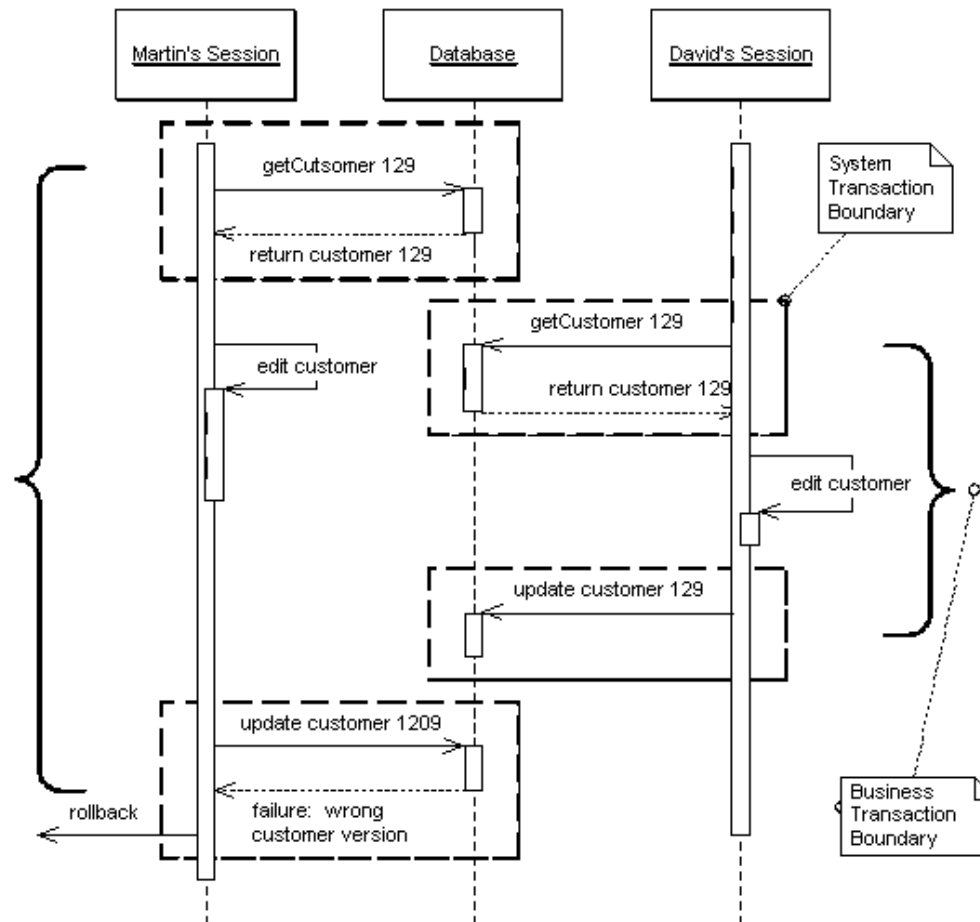 Martin's Session
Database
David's Session
getCutsomer 129
return customer 129
System
Transaction
Boundary
getCustomer 129
edit customer
return customer 129
edit customer
update customer 129
update customer 1209
failure: wrong
customer version
rollback
Business
Transaction
Boundary